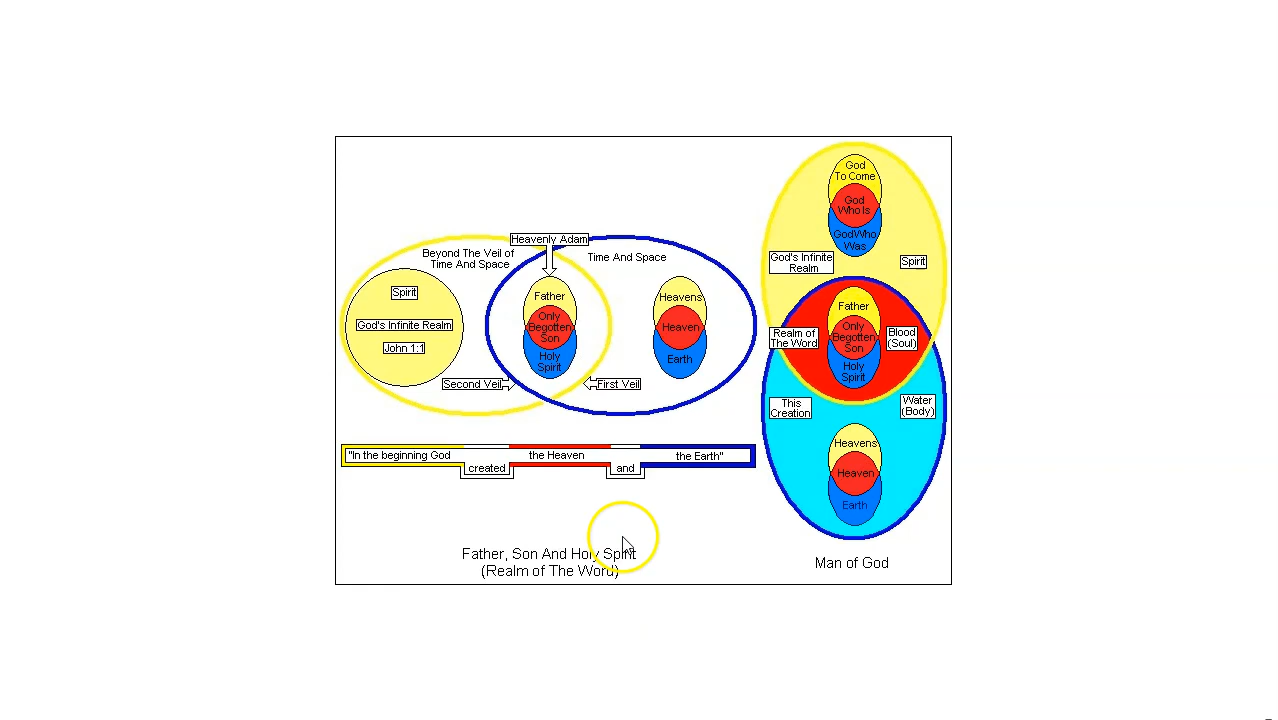 Heavenly Adam
Beyond The Veil of
Time And Space
Time And Space
Spirit
God's Infinite Realm
John 1:1
Father
Only
Begotten
Son
Holy
Spirit
Heavens
Heaven
Earth
Second Veil
First Veil
"In the beginning God
created
the Heaven
and
the Earth"
Father, Son And Holy Spirit
(Realm of The Word)
God
To Come
God
Who Is
God Who
Was
God's Infinite
Realm
Spirit
Father
Only
Begotten
Son
Holy
Spirit
Realm of
The Word
Blood
(Soul)
This
Creation
Water
(Body)
Heavens
Heaven
Earth
Man of God